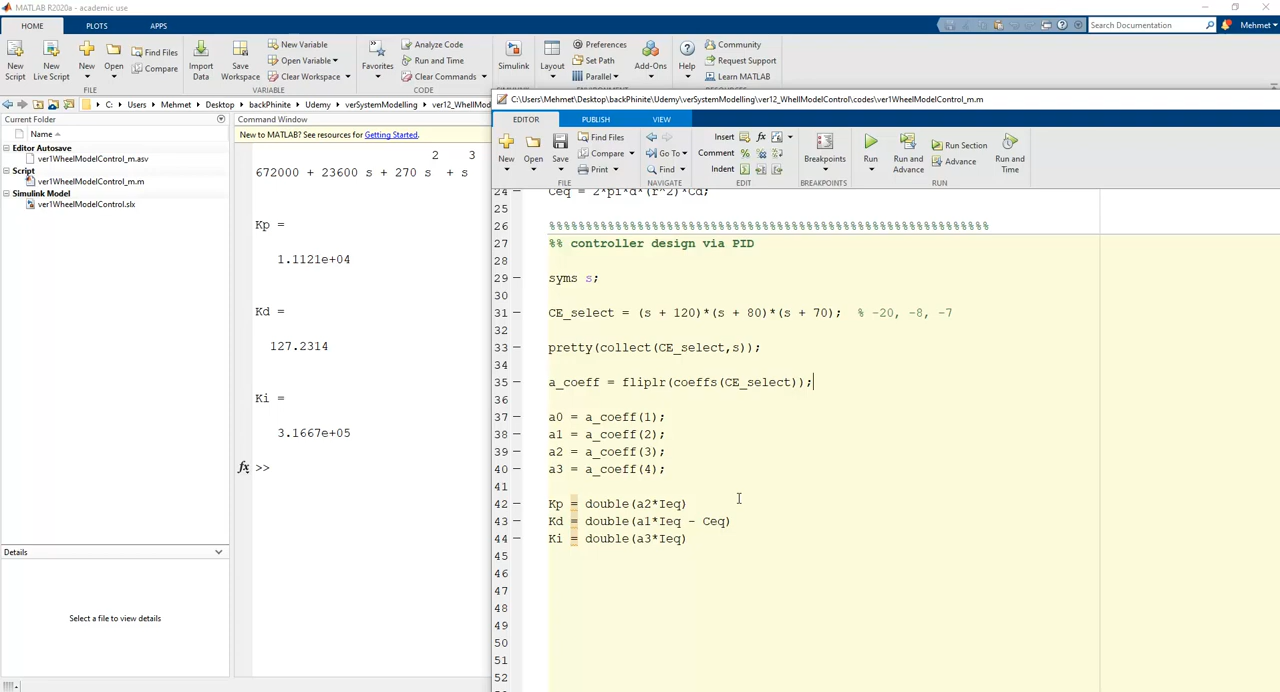 MATLAB R2020a - academic use
HOME PLOTS APPS
Search Documentation
Mehmet
New Script
New Live Script
New
Open
Find Files
Compare
Import Data
Save Workspace
New Variable
Open Variable
Clear Workspace
Favorites
Analyze Code
Run and Time
Clear Commands
Simulink
Layout
Preferences
Set Path
Parallel
Add-Ons
Help
Community
Request Support
Learn MATLAB
FILE VARIABLE CODE
C: Users Mehmet Desktop backPhinite Udemy verSystemModelling ver12_WhellMod
C:\Users\Mehmet\Desktop\backPhinite\Udemy\verSystemModelling\ver12_WhellModelControl\codes\ver1WheelModelControl_m.m
Current Folder
Name
Editor Autosave
ver1WheelModelControl_m.asv
Script
ver1WheelModelControl_m.m
Simulink Model
ver1WheelModelControl.slx
Details
Select a file to view details
Command Window
New to MATLAB? See resources for Getting Started.
2 3
672000 + 23600 s + 270 s + s
Kp =
1.1121e+04
Kd =
127.2314
Ki =
3.1667e+05
fx >>
EDITOR PUBLISH VIEW
New
Open
Save
Find Files
Compare
Print
Go To
Find
Insert
Comment
Indent
Breakpoints
Run
Run and Advance
Run Section
Advance
Run and Time
FILE NAVIGATE EDIT BREAKPOINTS RUN
24 Ceq = 2*pi*d*(r^2)*Cd;
25
26 %%%%%%%%%%%%%%%%%%%%%%%%%%%%%%%%%%%%%%%%%%%%%%%%%%%%%%%%%%%%
27 %% controller design via PID
28
29 syms s;
30
31 CE_select = (s + 120)*(s + 80)*(s + 70); % -20, -8, -7
32
33 pretty(collect(CE_select,s));
34
35 a_coeff = fliplr(coeffs(CE_select));
36
37 a0 = a_coeff(1);
38 a1 = a_coeff(2);
39 a2 = a_coeff(3);
40 a3 = a_coeff(4);
41
42 Kp = double(a2*Ieq)
43 Kd = double(a1*Ieq - Ceq)
44 Ki = double(a3*Ieq)
45
46
47
48
49
50
51
52